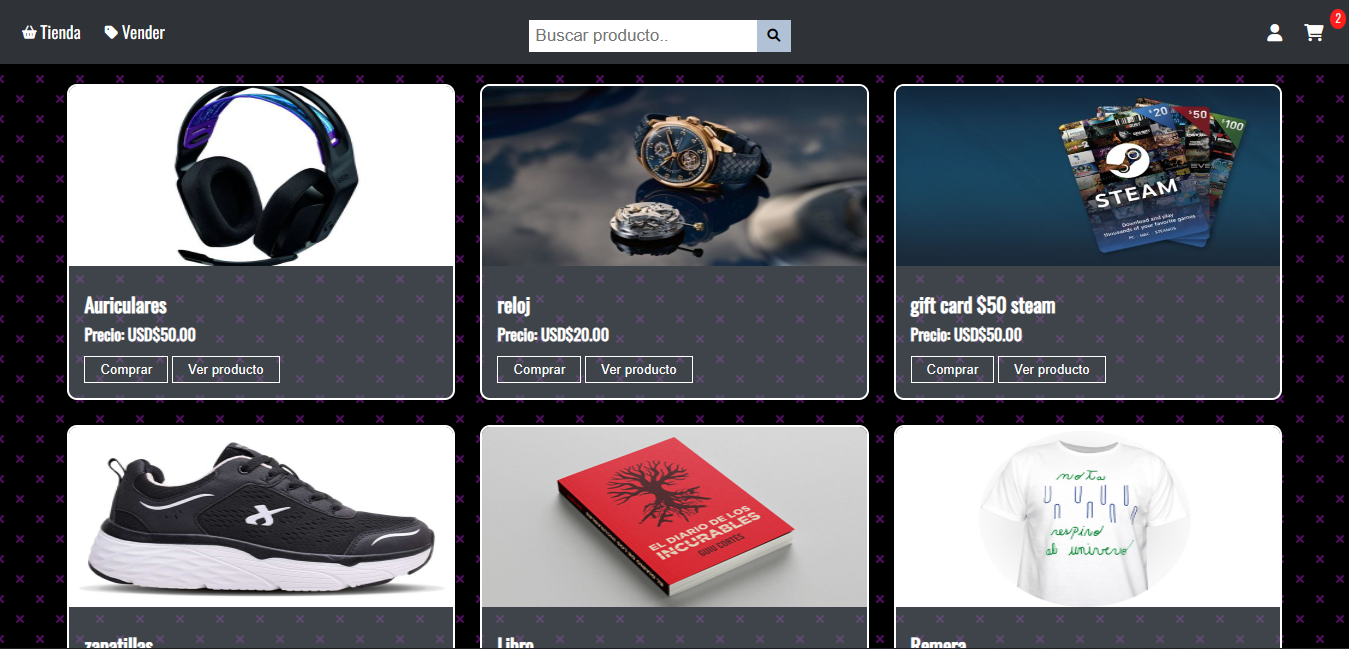 Tienda
Vender
Buscar producto..
2
$20
$50
$100
STEAM
Download and play
thousands of your favorite games
Auriculares
Precio: USD$50.00
Comprar
Ver producto
reloj
Precio: USD$20.00
Comprar
Ver producto
gift card $50 steam
Precio: USD$50.00
Comprar
Ver producto
EL DIARIO DE LOS
INCURABLES
GUIU CORTÉS
nota
respiro
al universo
zapatillas
Libro
Remera